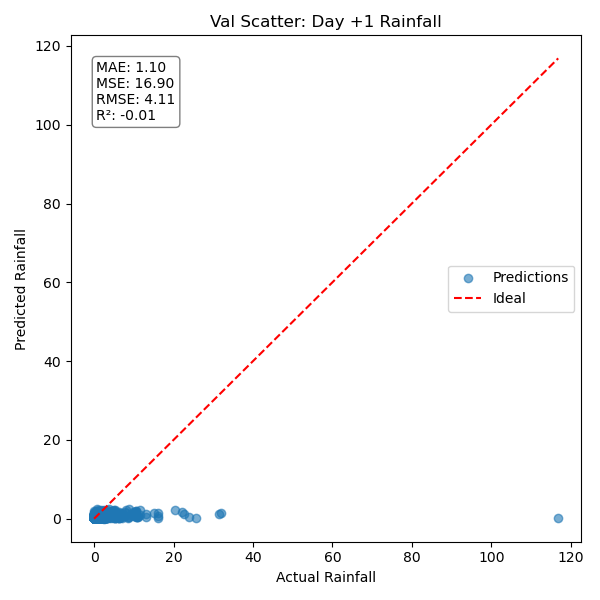 Val Scatter: Day +1 Rainfall
MAE: 1.10
MSE: 16.90
RMSE: 4.11
R²: -0.01
Predicted Rainfall
120
100
80
60
40
20
0
Predictions
Ideal
0 20 40 60 80 100 120
Actual Rainfall